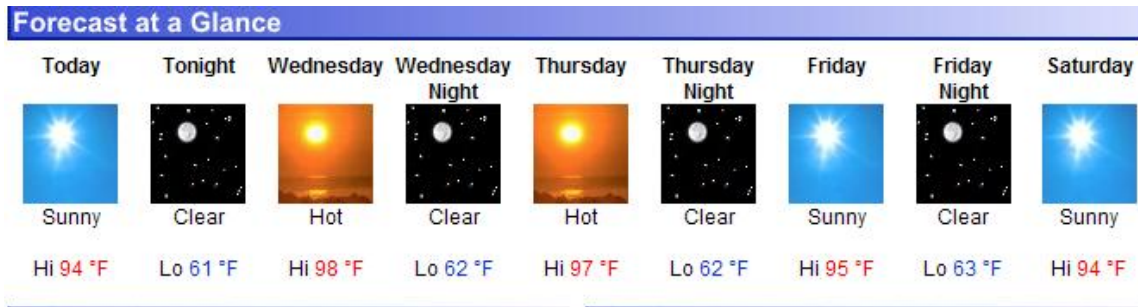 Forecast at a Glance
Today Tonight Wednesday Wednesday Night Thursday Thursday Night Friday Friday Night Saturday
Sunny Clear Hot Clear Hot Clear Sunny Clear Sunny
Hi 94 °F Lo 61 °F Hi 98 °F Lo 62 °F Hi 97 °F Lo 62 °F Hi 95 °F Lo 63 °F Hi 94 °F